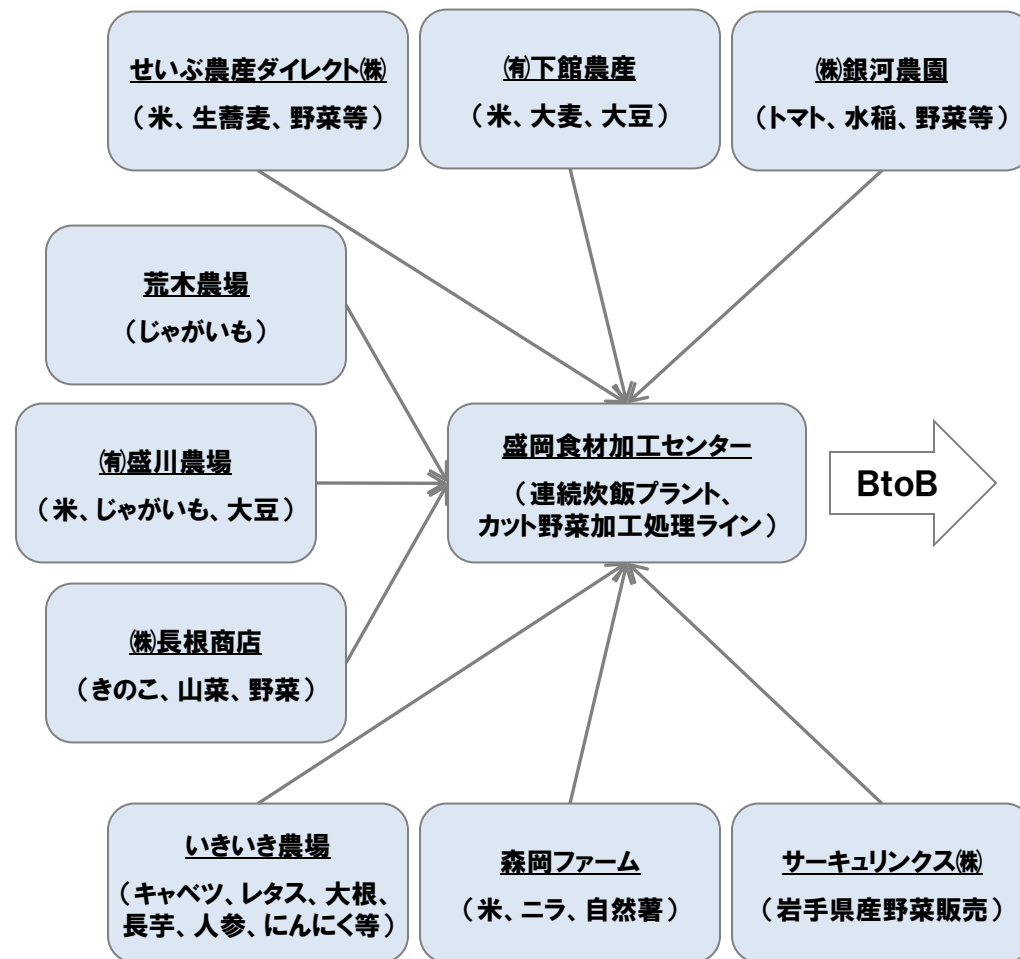 せいぶ農産ダイレクト㈱
（米、生蕎麦、野菜等）
㈲下館農産
（米、大麦、大豆）
㈱銀河農園
（トマト、水稲、野菜等）
荒木農場
（じゃがいも）
㈲盛川農場
（米、じゃがいも、大豆）
盛岡食材加工センター
（連続炊飯プラント、
カット野菜加工処理ライン）
BtoB
㈱長根商店
（きのこ、山菜、野菜）
いきいき農場
（キャベツ、レタス、大根、
長芋、人参、にんにく等）
森岡ファーム
（米、ニラ、自然薯）
サーキュリンクス㈱
（岩手県産野菜販売）